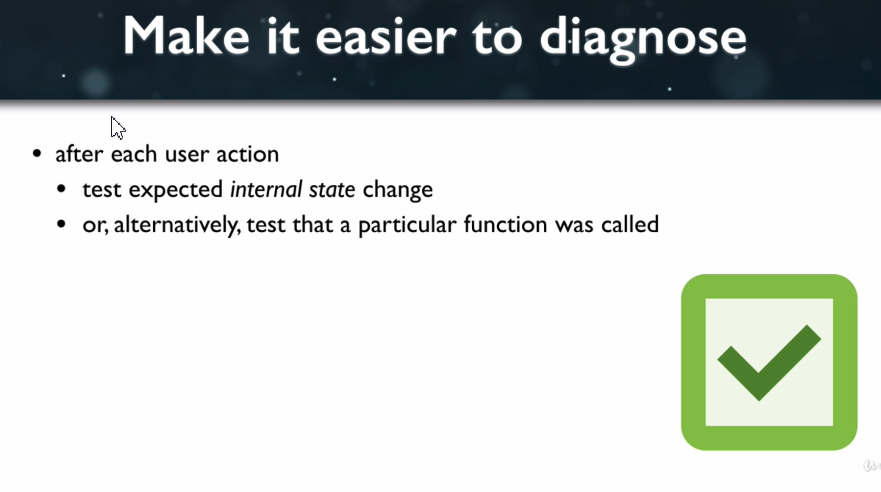 Make it easier to diagnose
• after each user action
• test expected internal state change
• or, alternatively, test that a particular function was called